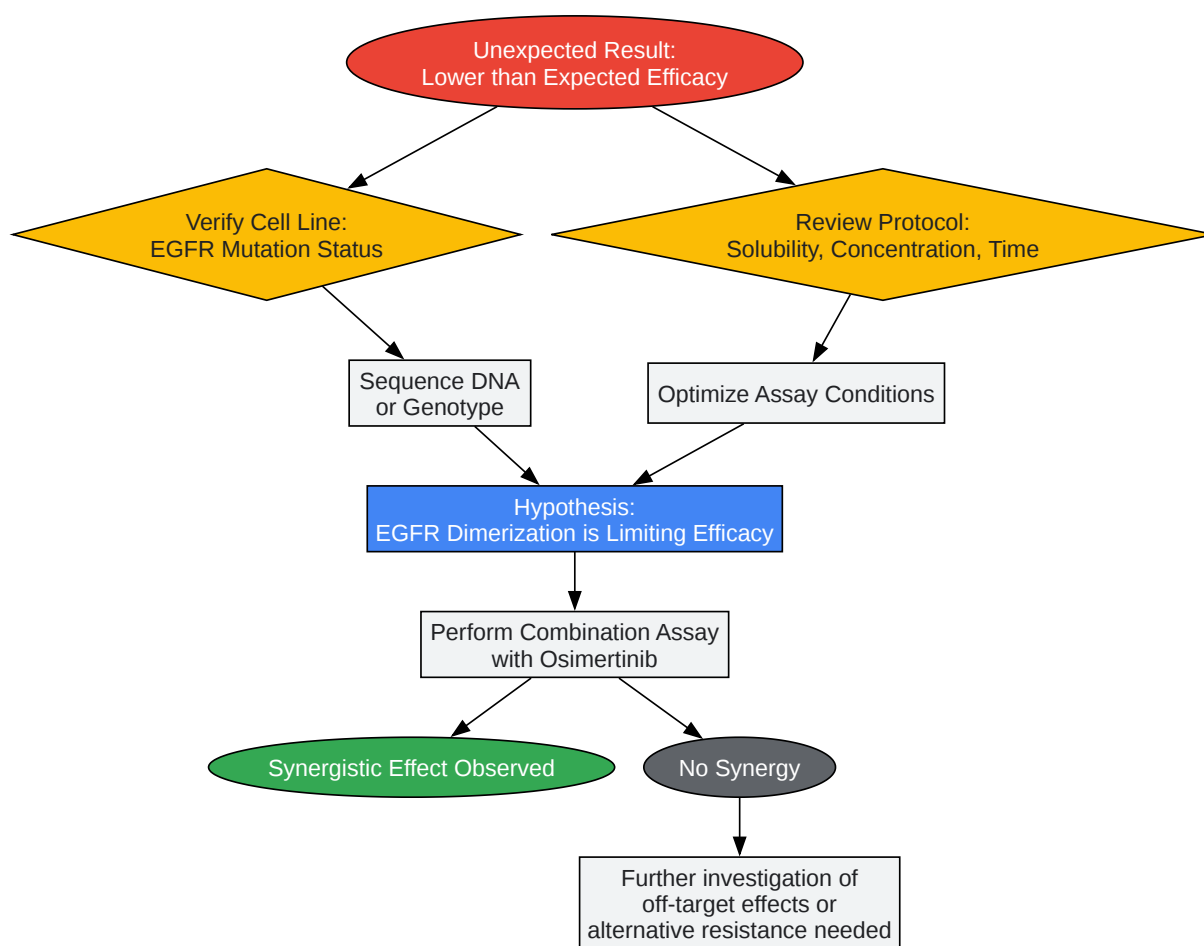 Unexpected Result:
Lower than Expected Efficacy
Verify Cell Line:
EGFR Mutation Status
Review Protocol:
Solubility, Concentration, Time
Sequence DNA
or Genotype
Optimize Assay Conditions
Hypothesis:
EGFR Dimerization is Limiting Efficacy
Perform Combination Assay
with Osimertinib
Synergistic Effect Observed
No Synergy
Further investigation of
off-target effects or
alternative resistance needed